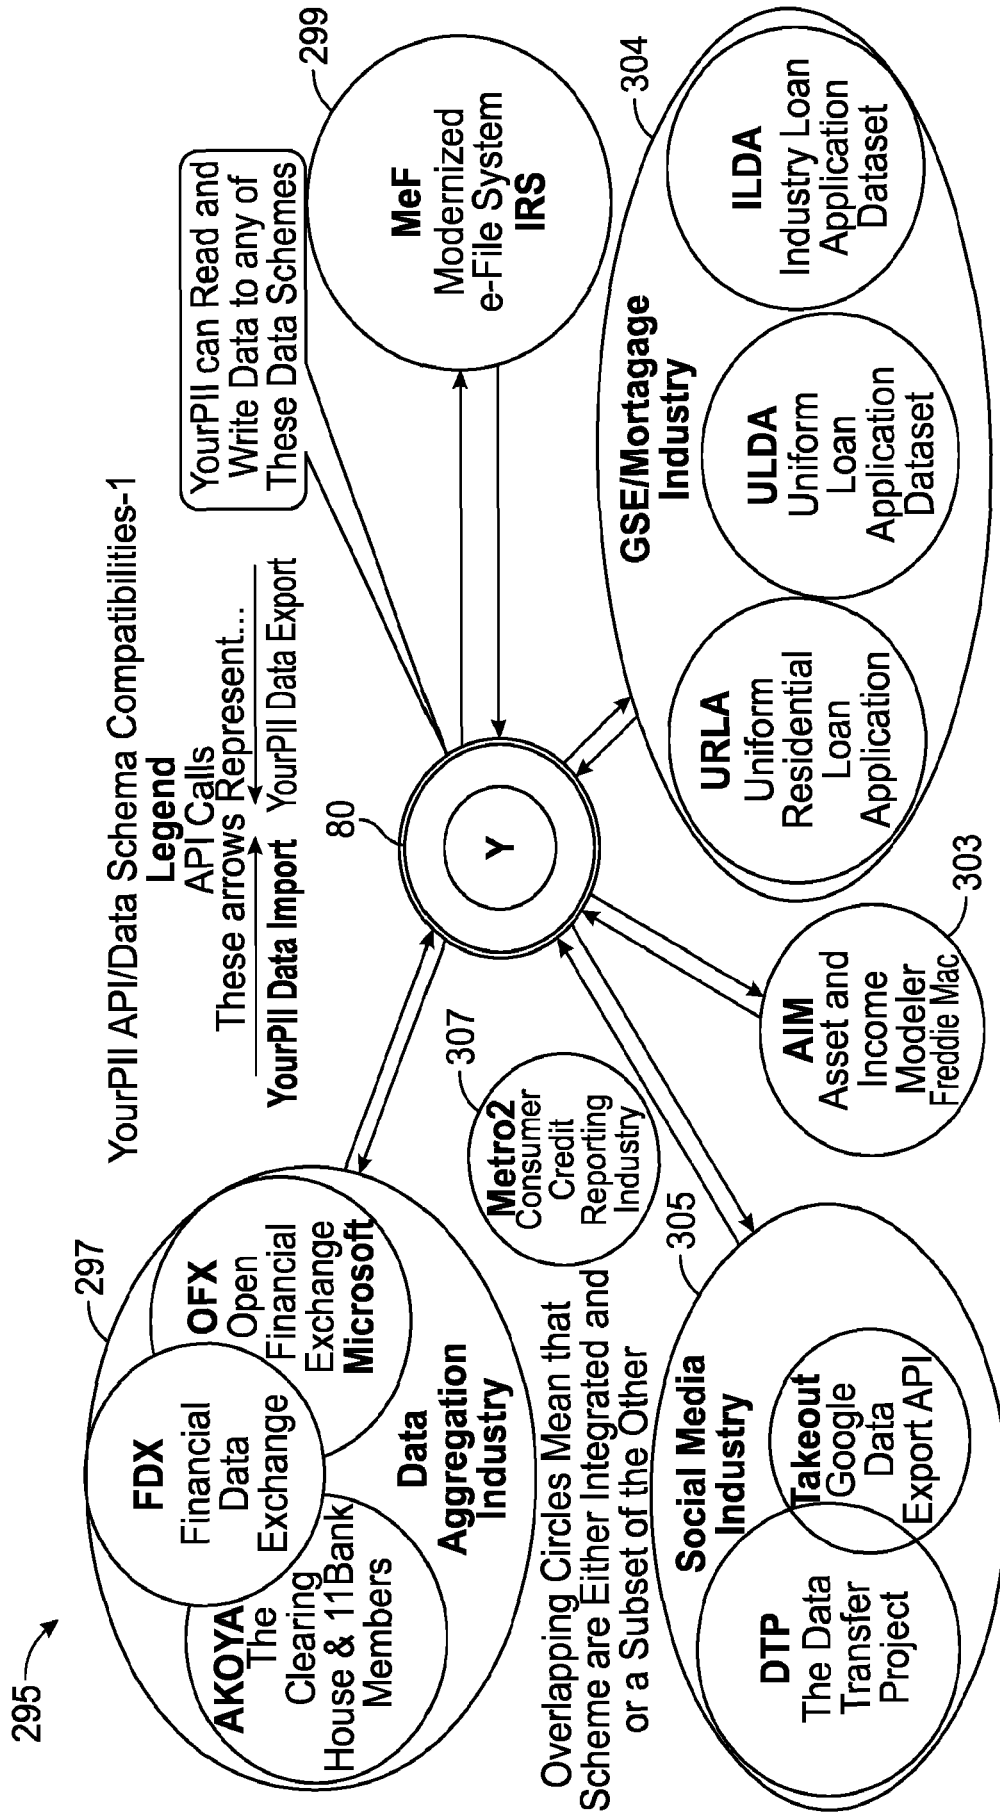 295
YourPII API/Data Schema Compatibilities-1
Legend
API Calls
These arrows Represent...
YourPII Data Import
YourPII Data Export
YourPII can Read and
Write Data to any of
These Data Schemes
297
FDX
Financial
Data
Exchange
OFX
Open
Financial
Exchange
Microsoft
AKOYA
The
Clearing
House & 11Bank
Members
Data
Aggregation
Industry
80
Y
299
MeF
Modernized
e-File System
IRS
307
Metro2
Consumer
Credit
Reporting
Industry
Overlapping Circles Mean that
Scheme are Either Integrated and
or a Subset of the Other
305
Social Media
Industry
DTP
The Data
Transfer
Project
Takeout
Google
Data
Export API
303
AIM
Asset and
Income
Modeler
Freddie Mac
304
GSE/Mortagage
Industry
URLA
Uniform
Residential
Loan
Application
ULDA
Uniform
Loan
Application
Dataset
ILDA
Industry Loan
Application
Dataset